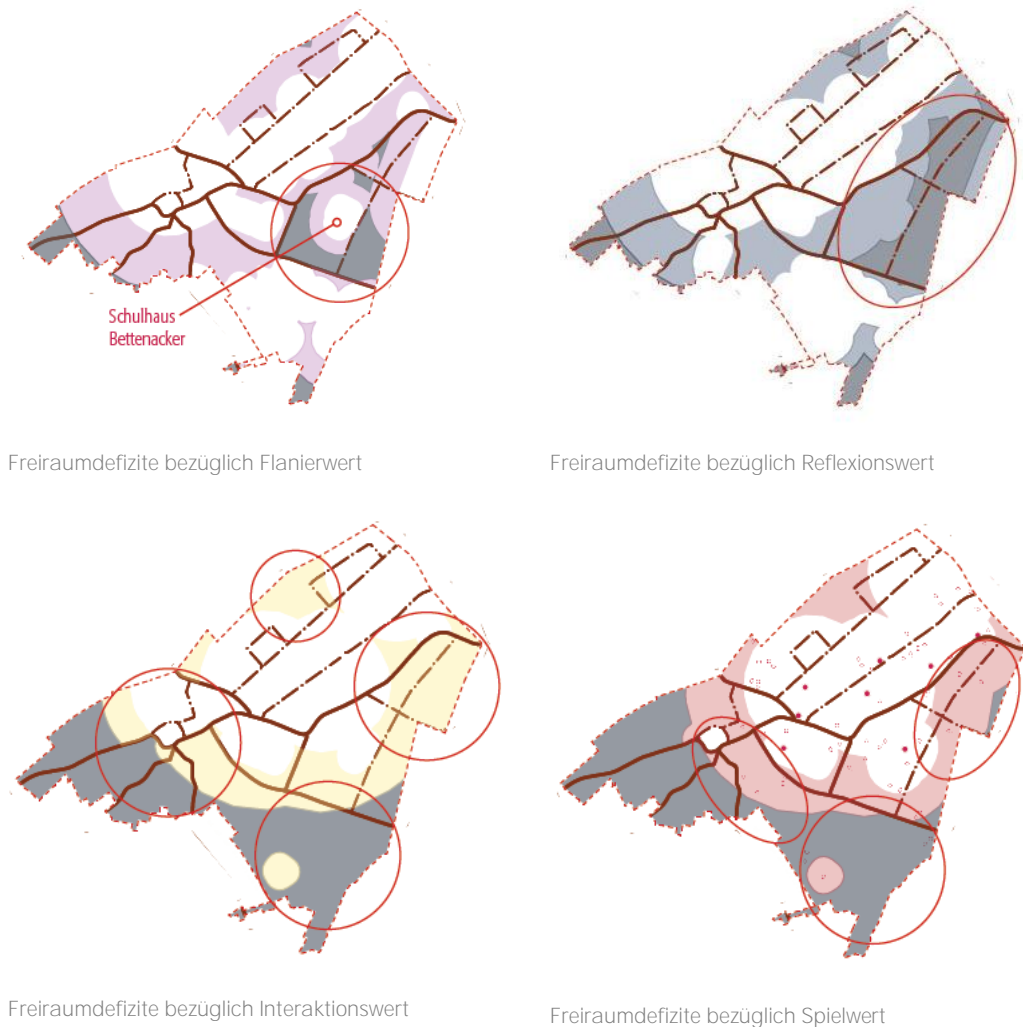 Schulhaus
Bettenacker
Freiraumdefizite bezüglich Flanierwert
Freiraumdefizite bezüglich Reflexionswert
Freiraumdefizite bezüglich Interaktionswert
Freiraumdefizite bezüglich Spielwert